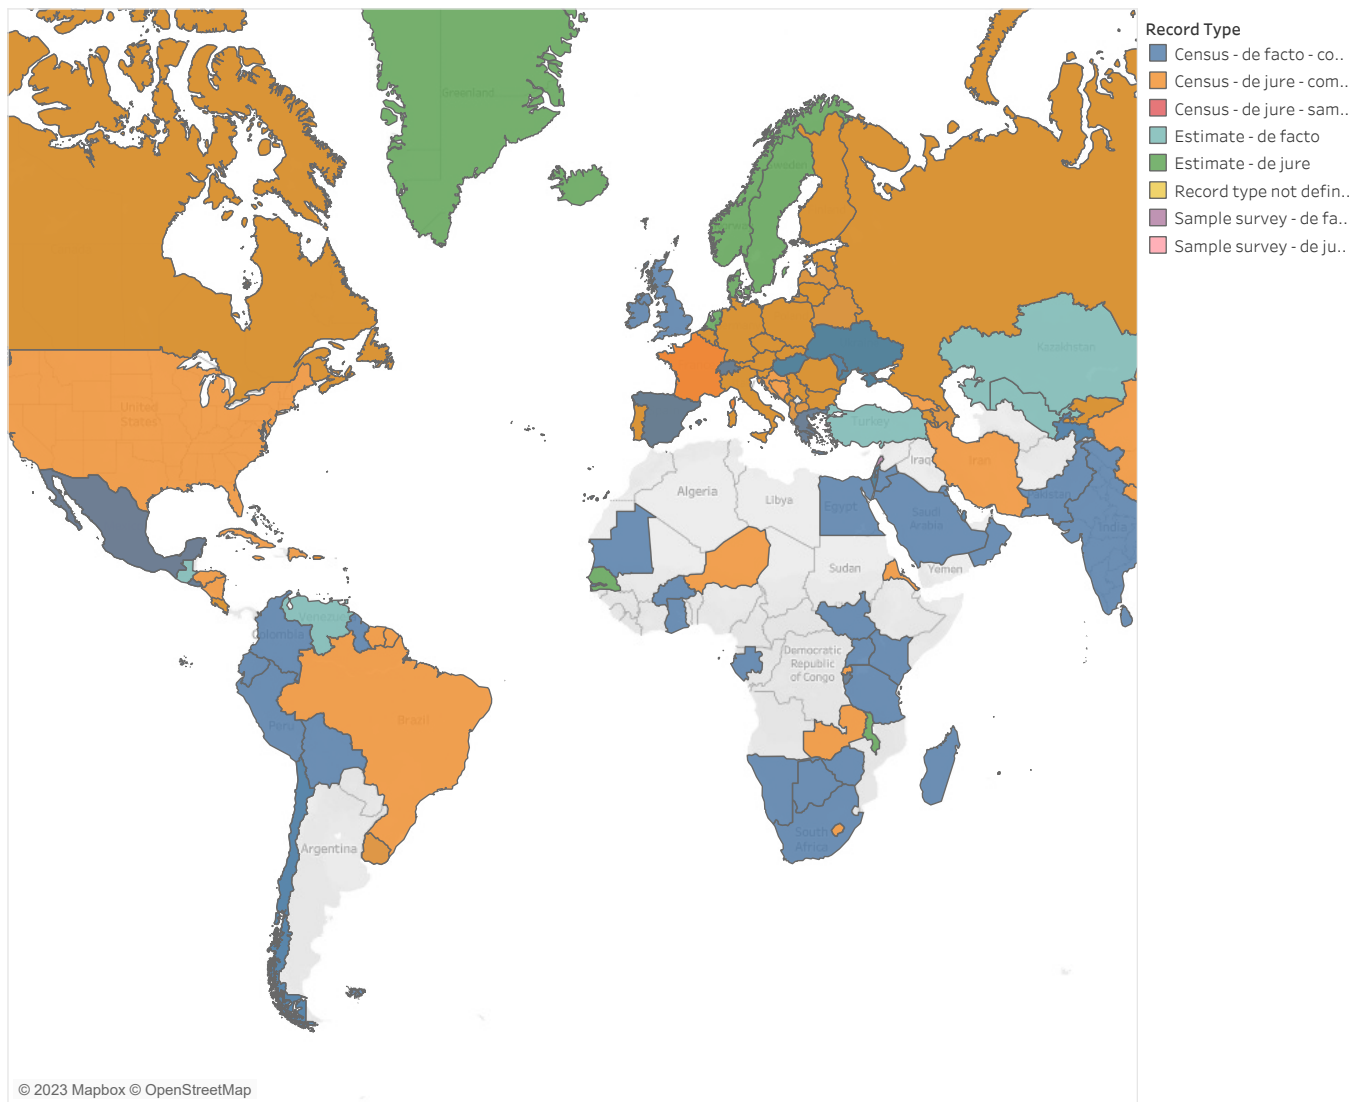 Record Type
Census - de facto - co..
Census - de jure - com..
Census - de jure - sam..
Estimate - de facto
Estimate - de jure
Record type not defin..
Sample survey - de fa..
Sample survey - de ju..
Greenland
Sweden
Kazakhstan
United
States
Turkey
Iraq
Iran
Algeria
Libya
Egypt
Pakistan
Saudi
Arabia
India
Sudan
Yemen
Venezuela
Colombia
Democratic
Republic
of Congo
Peru
Brazil
Argentina
South
Africa
© 2023 Mapbox © OpenStreetMap